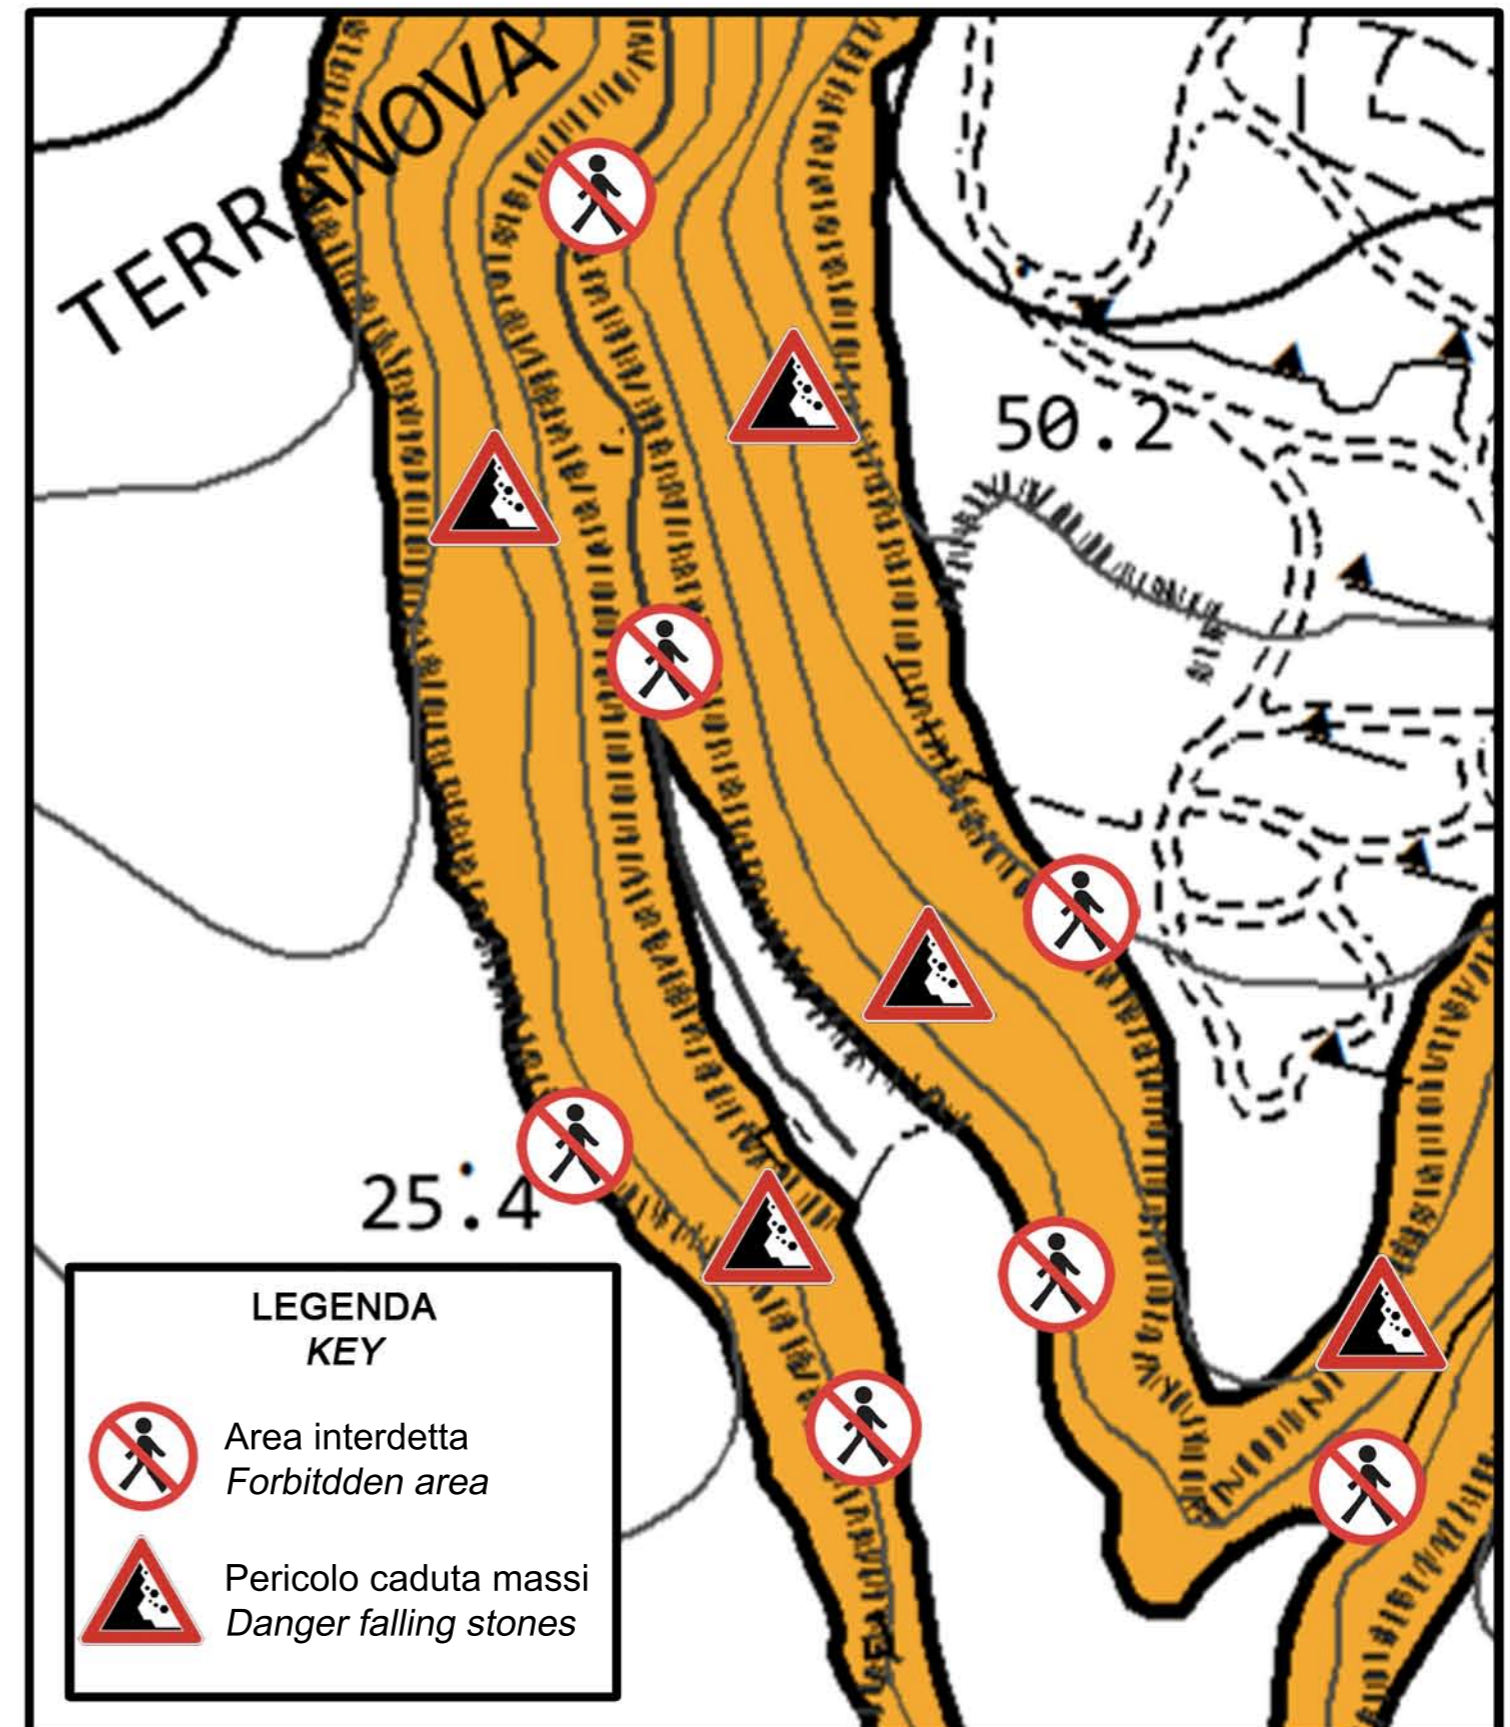 TERRANOVA
50.2
25.4
LEGENDA
KEY
Area interdetta
Forbitdden area
Pericolo caduta massi
Danger falling stones